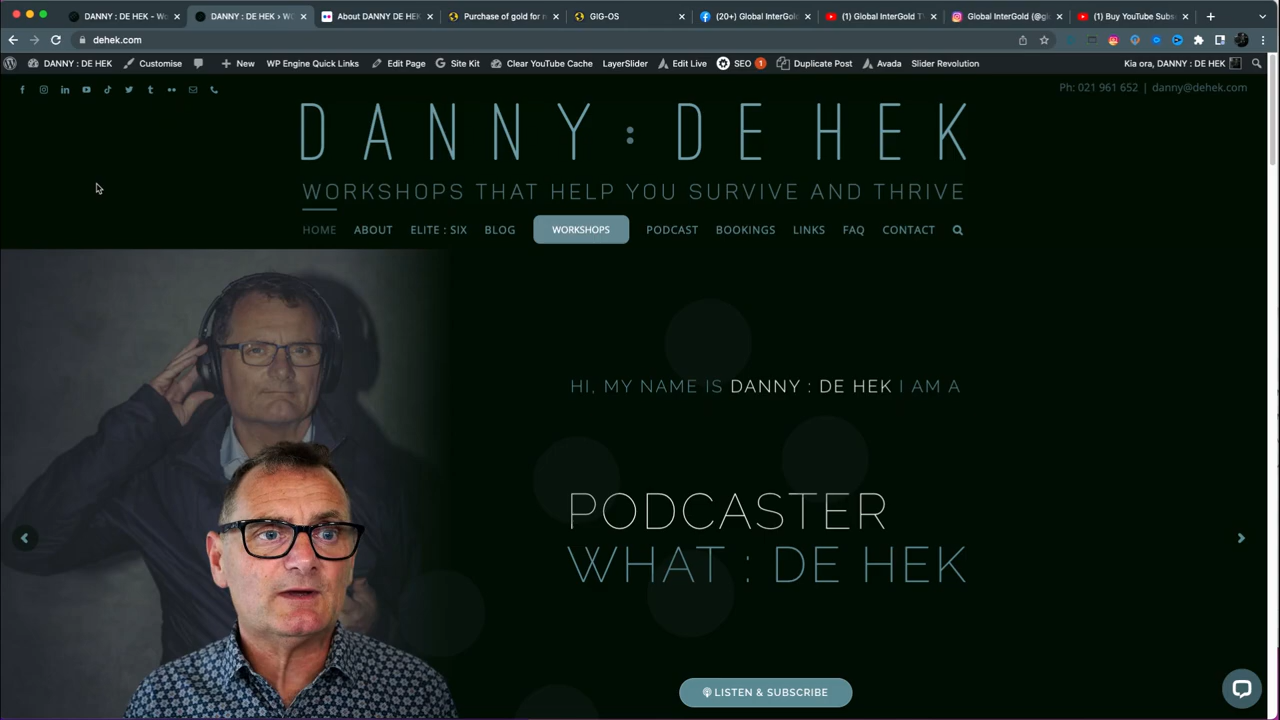 DANNY : DE HEK - Wo
DANNY : DE HEK › WO
About DANNY DE HEK
Purchase of gold for n
GIG-OS
(20+) Global InterGold
(1) Global InterGold T
Global InterGold (@gl
(1) Buy YouTube Subs
dehek.com
DANNY : DE HEK
Customise
New
WP Engine Quick Links
Edit Page
Site Kit
Clear YouTube Cache
LayerSlider
Edit Live
SEO 1
Duplicate Post
Avada
Slider Revolution
Kia ora, DANNY : DE HEK
Ph: 021 961 652 | danny@dehek.com
DANNY : DE HEK
WORKSHOPS THAT HELP YOU SURVIVE AND THRIVE
HOME ABOUT ELITE : SIX BLOG WORKSHOPS PODCAST BOOKINGS LINKS FAQ CONTACT
HI, MY NAME IS DANNY : DE HEK I AM A
PODCASTER
WHAT : DE HEK
LISTEN & SUBSCRIBE